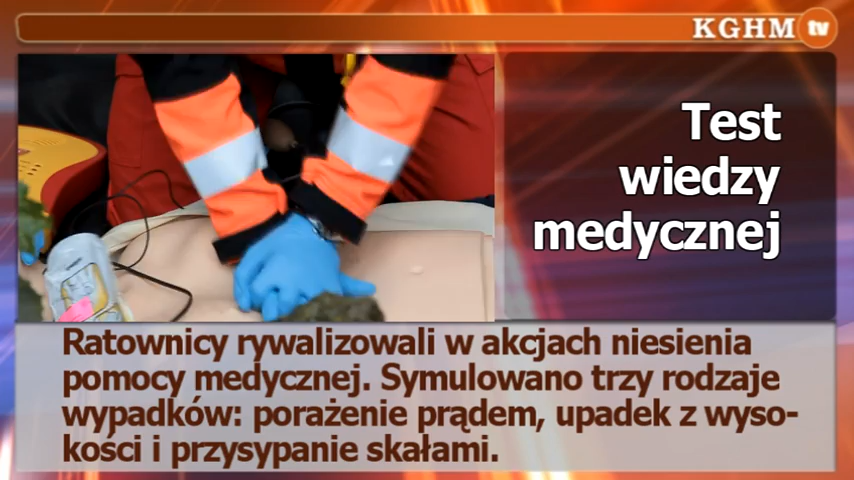 KGHM tv
Test
wiedzy
medycznej
Ratownicy rywalizowali w akcjach niesienia
pomocy medycznej. Symulowano trzy rodzaje
wypadków: porażenie prądem, upadek z wyso-
kości i przysypanie skałami.